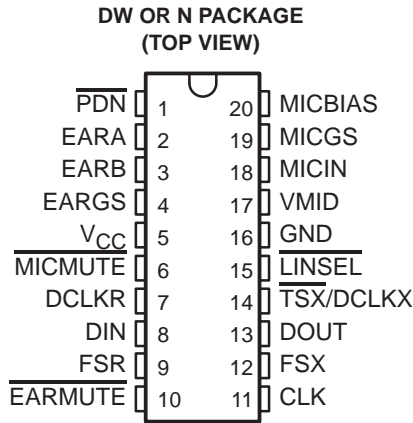 DW OR N PACKAGE
(TOP VIEW)
PDN 1 20 MICBIAS
EARA 2 19 MICGS
EARB 3 18 MICIN
EARGS 4 17 VMID
VCC 5 16 GND
MICMUTE 6 15 LINSEL
DCLKR 7 14 TSX/DCLKX
DIN 8 13 DOUT
FSR 9 12 FSX
EARMUTE 10 11 CLK